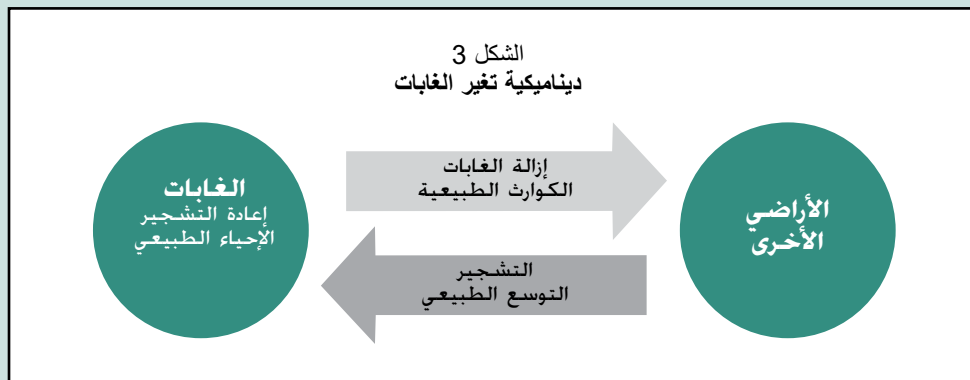 الشكل 3
ديناميكية تغير الغابات
الغابات
إعادة التشجير
الإحياء الطبيعي
إزالة الغابات
الكوارث الطبيعية
التشجير
التوسع الطبيعي
الأراضي
الأخرى